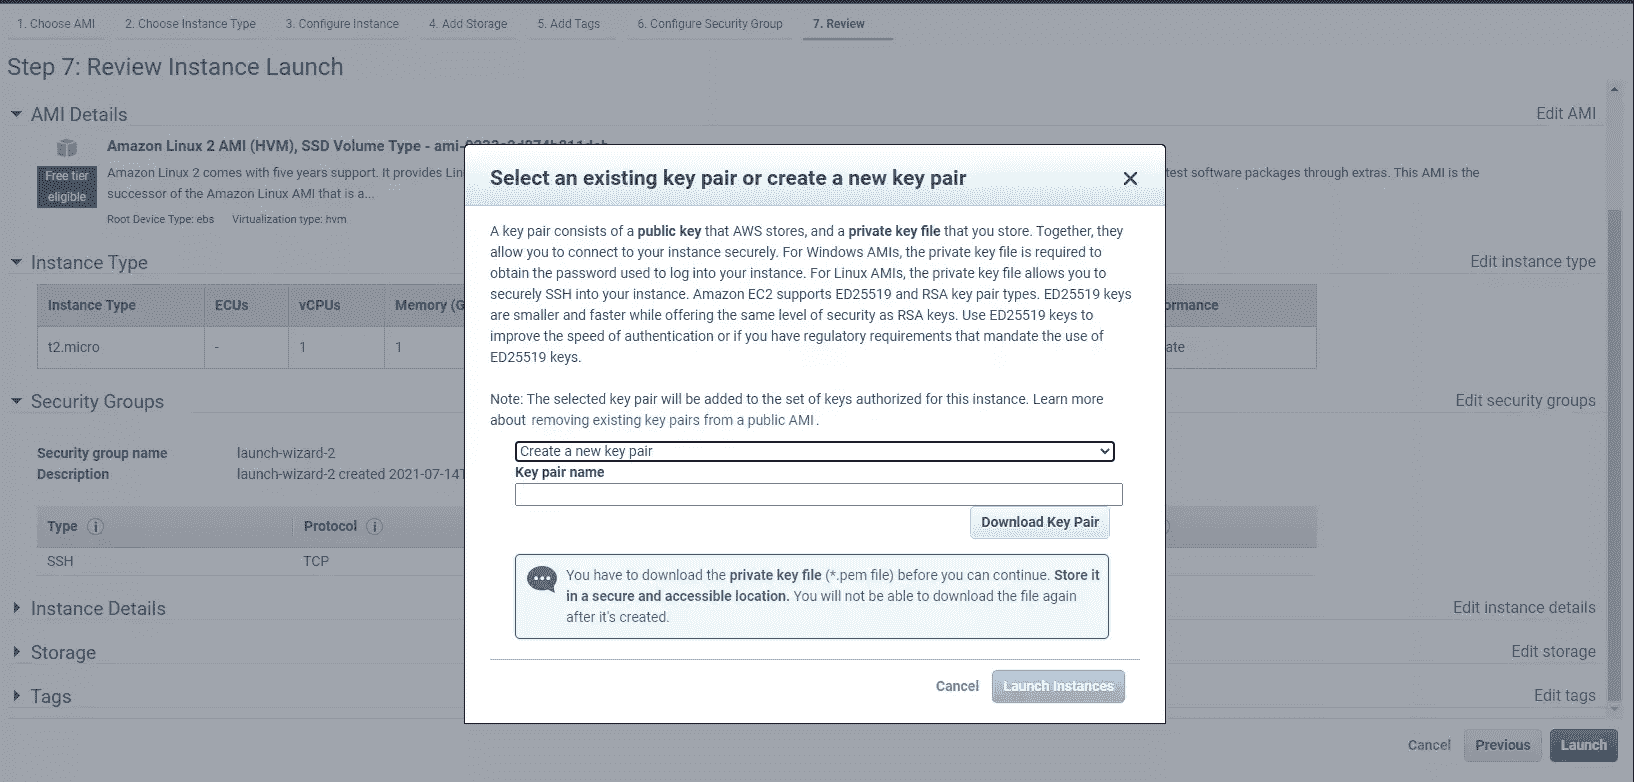 1. Choose AMI 2. Choose Instance Type 3. Configure Instance 4. Add Storage 5. Add Tags 6. Configure Security Group 7. Review
Step 7: Review Instance Launch
AMI Details Edit AMI
Amazon Linux 2 AMI (HVM), SSD Volume Type -
Free tier eligible
Amazon Linux 2 comes with five years support. It provides test software packages through extras. This AMI is the
successor of the Amazon Linux AMI that is a...
Root Device Type: ebs Virtualization type: hvm
Instance Type Edit instance type
Instance Type ECUs vCPUs Memory
t2.micro - 1 1
Security Groups Edit security groups
Security group name launch-wizard-2
Description launch-wizard-2 created
Type Protocol
SSH TCP
Instance Details Edit instance details
Storage Edit storage
Tags Edit tags
Cancel Previous Launch
Select an existing key pair or create a new key pair
A key pair consists of a public key that AWS stores, and a private key file that you store. Together, they
allow you to connect to your instance securely. For Windows AMIs, the private key file is required to
obtain the password used to log into your instance. For Linux AMIs, the private key file allows you to
securely SSH into your instance. Amazon EC2 supports ED25519 and RSA key pair types. ED25519 keys
are smaller and faster while offering the same level of security as RSA keys. Use ED25519 keys to
improve the speed of authentication or if you have regulatory requirements that mandate the use of
ED25519 keys.
Note: The selected key pair will be added to the set of keys authorized for this instance. Learn more
about removing existing key pairs from a public AMI.
Create a new key pair
Key pair name
Download Key Pair
You have to download the private key file (*.pem file) before you can continue. Store it
in a secure and accessible location. You will not be able to download the file again
after it's created.
Cancel Launch Instances